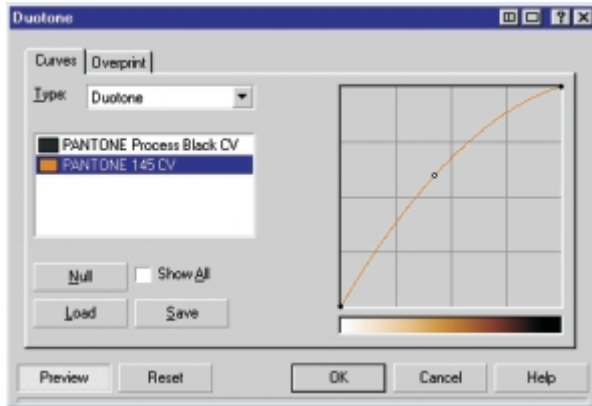 Duotone
Curves Overprint
Type: Duotone
PANTONE Process Black CV
PANTONE 145 CV
Null Show All
Load Save
Preview Reset OK Cancel Help